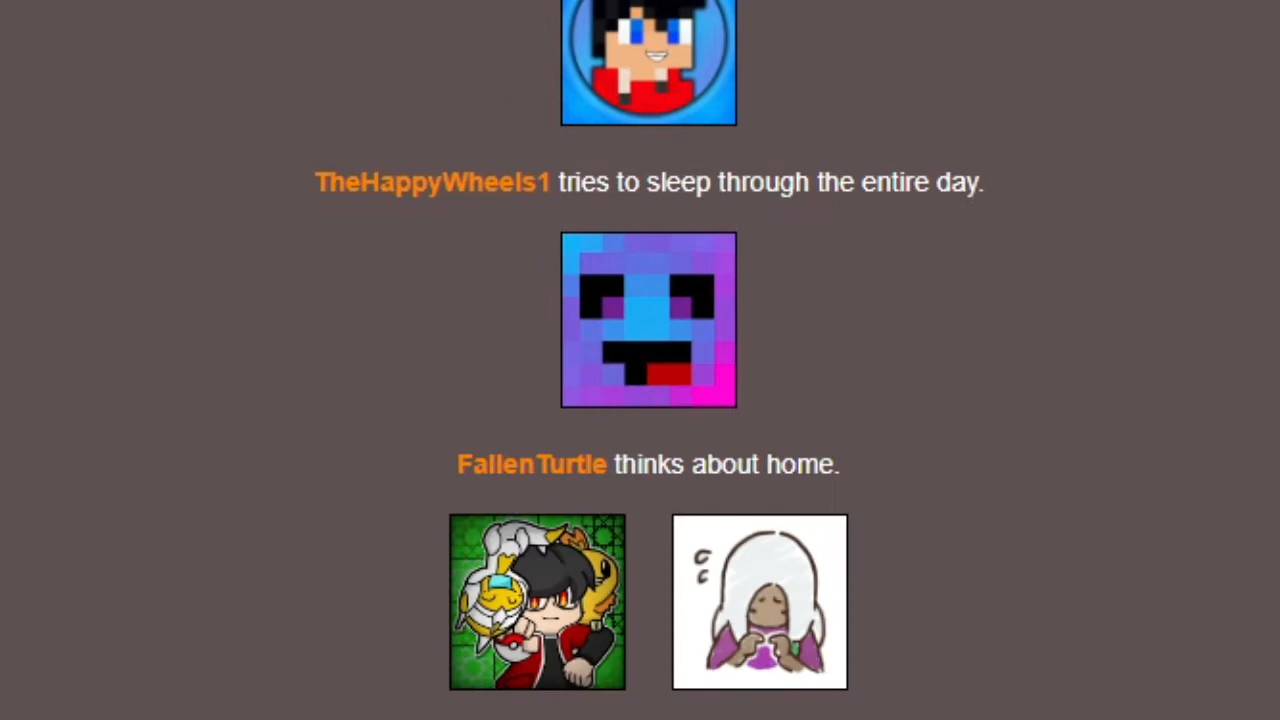 TheHappyWheels1 tries to sleep through the entire day.
FallenTurtle thinks about home.